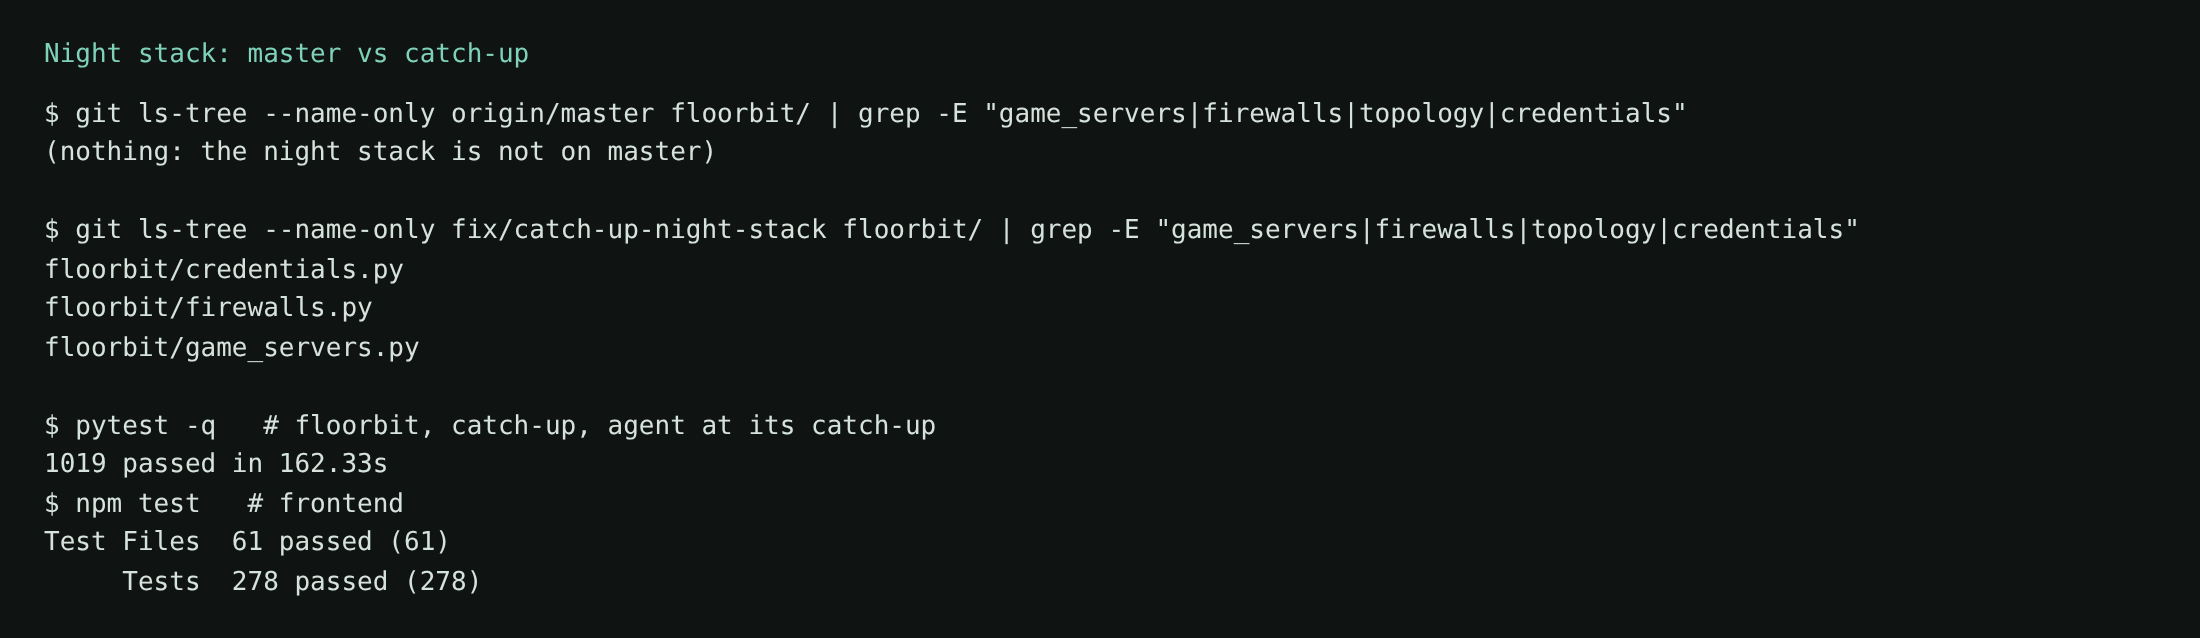 Night stack: master vs catch-up
$ git ls-tree --name-only origin/master floorbit/ | grep -E "game_servers|firewalls|topology|credentials"
(nothing: the night stack is not on master)
$ git ls-tree --name-only fix/catch-up-night-stack floorbit/ | grep -E "game_servers|firewalls|topology|credentials"
floorbit/credentials.py
floorbit/firewalls.py
floorbit/game_servers.py
$ pytest -q   # floorbit, catch-up, agent at its catch-up
1019 passed in 162.33s
$ npm test   # frontend
Test Files  61 passed (61)
     Tests  278 passed (278)